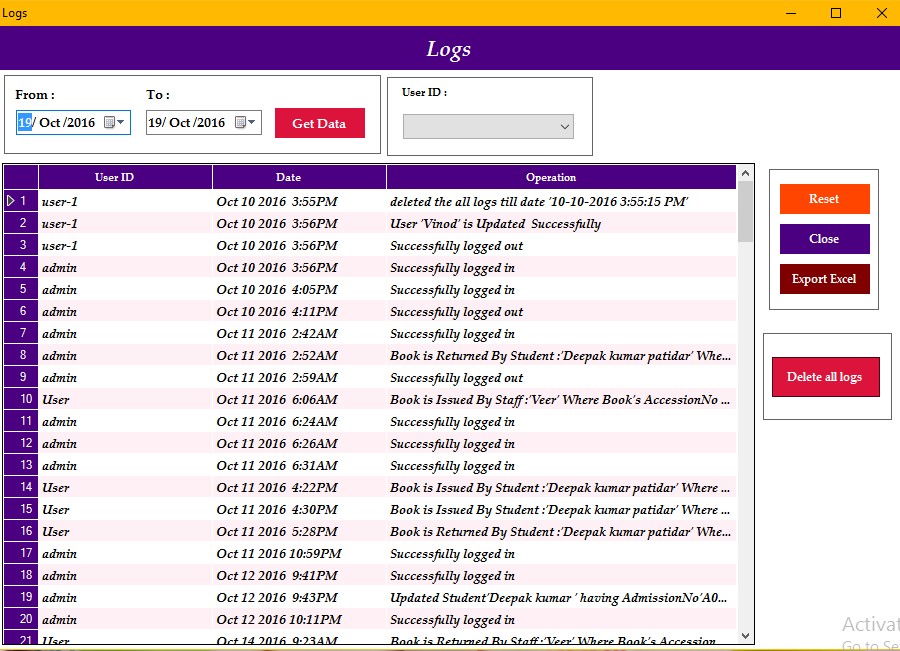 Logs
Logs
From :
To :
User ID :
19/ Oct /2016
19/ Oct /2016
Get Data
User ID Date Operation
1 user-1 Oct 10 2016 3:55PM deleted the all logs till date '10-10-2016 3:55:15 PM'
2 user-1 Oct 10 2016 3:56PM User 'Vinod' is Updated Successfully
3 user-1 Oct 10 2016 3:56PM Successfully logged out
4 admin Oct 10 2016 3:56PM Successfully logged in
5 admin Oct 10 2016 4:05PM Successfully logged in
6 admin Oct 10 2016 4:11PM Successfully logged out
7 admin Oct 11 2016 2:42AM Successfully logged in
8 admin Oct 11 2016 2:52AM Book is Returned By Student :'Deepak kumar patidar' Whe...
9 admin Oct 11 2016 2:59AM Successfully logged out
10 User Oct 11 2016 6:06AM Book is Issued By Staff :'Veer' Where Book's AccessionNo ...
11 admin Oct 11 2016 6:24AM Successfully logged in
12 admin Oct 11 2016 6:26AM Successfully logged in
13 admin Oct 11 2016 6:31AM Successfully logged in
14 User Oct 11 2016 4:22PM Book is Issued By Student :'Deepak kumar patidar' Where ...
15 User Oct 11 2016 4:30PM Book is Issued By Student :'Deepak kumar patidar' Where ...
16 User Oct 11 2016 5:28PM Book is Returned By Student :'Deepak kumar patidar' Whe...
17 admin Oct 11 2016 10:59PM Successfully logged in
18 admin Oct 12 2016 9:41PM Successfully logged in
19 admin Oct 12 2016 9:43PM Updated Student'Deepak kumar ' having AdmissionNo'A0...
20 admin Oct 12 2016 10:11PM Successfully logged in
21 User Oct 14 2016 9:23AM Book is Returned By Staff :'Veer' Where Book's Accession...
Reset
Close
Export Excel
Delete all logs
Activat
Go to Se